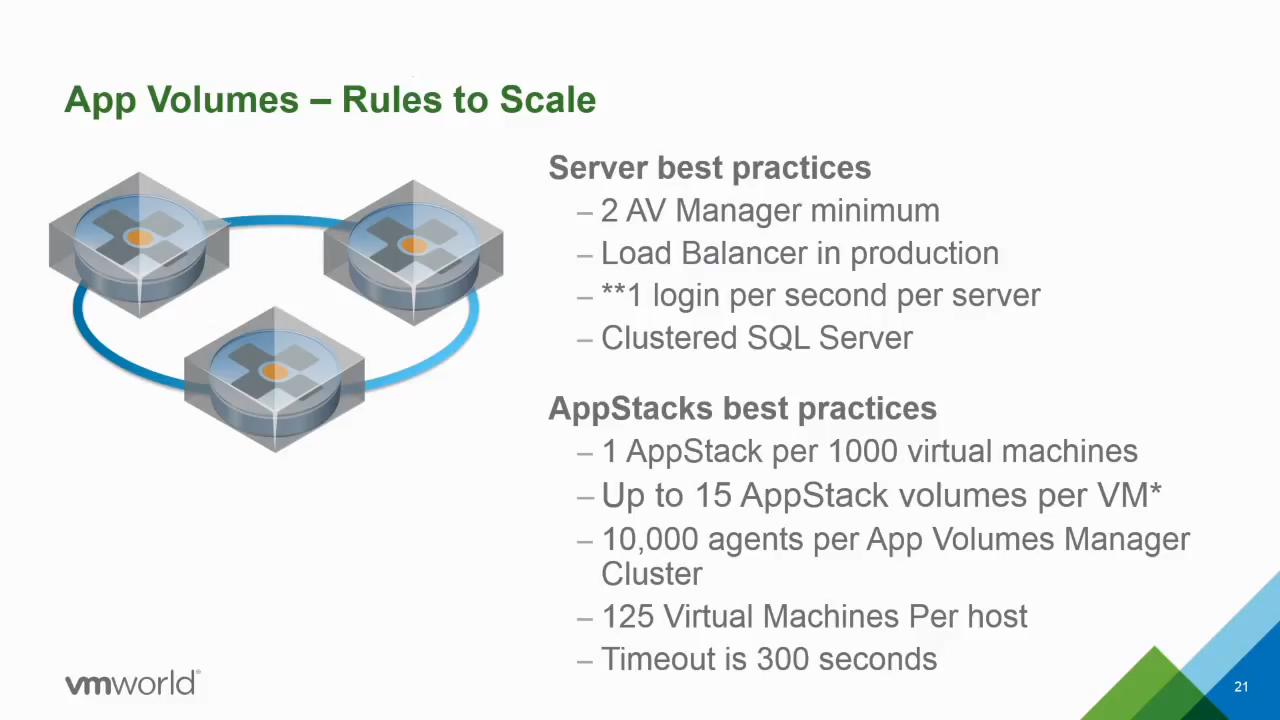 App Volumes – Rules to Scale
Server best practices
– 2 AV Manager minimum
– Load Balancer in production
– **1 login per second per server
– Clustered SQL Server
AppStacks best practices
– 1 AppStack per 1000 virtual machines
– Up to 15 AppStack volumes per VM*
– 10,000 agents per App Volumes Manager
Cluster
– 125 Virtual Machines Per host
– Timeout is 300 seconds
vmworld®
21